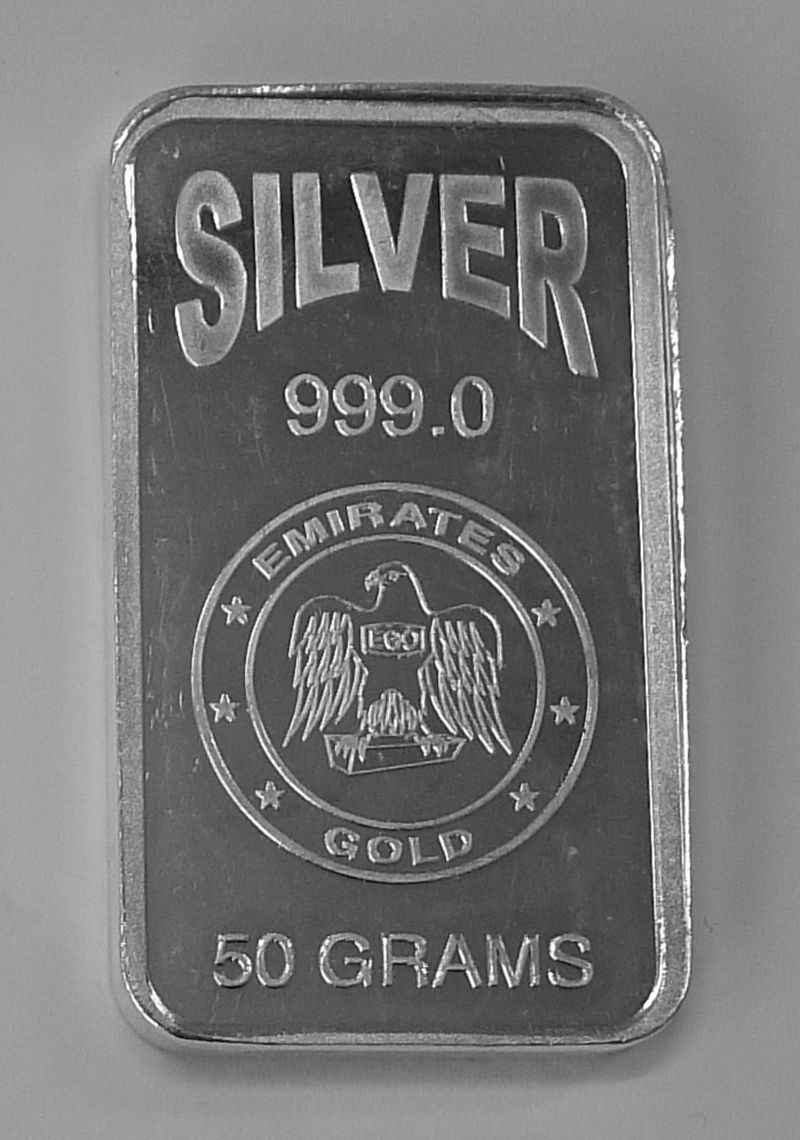 SILVER
999.0
EMIRATES
EGO
GOLD
50 GRAMS